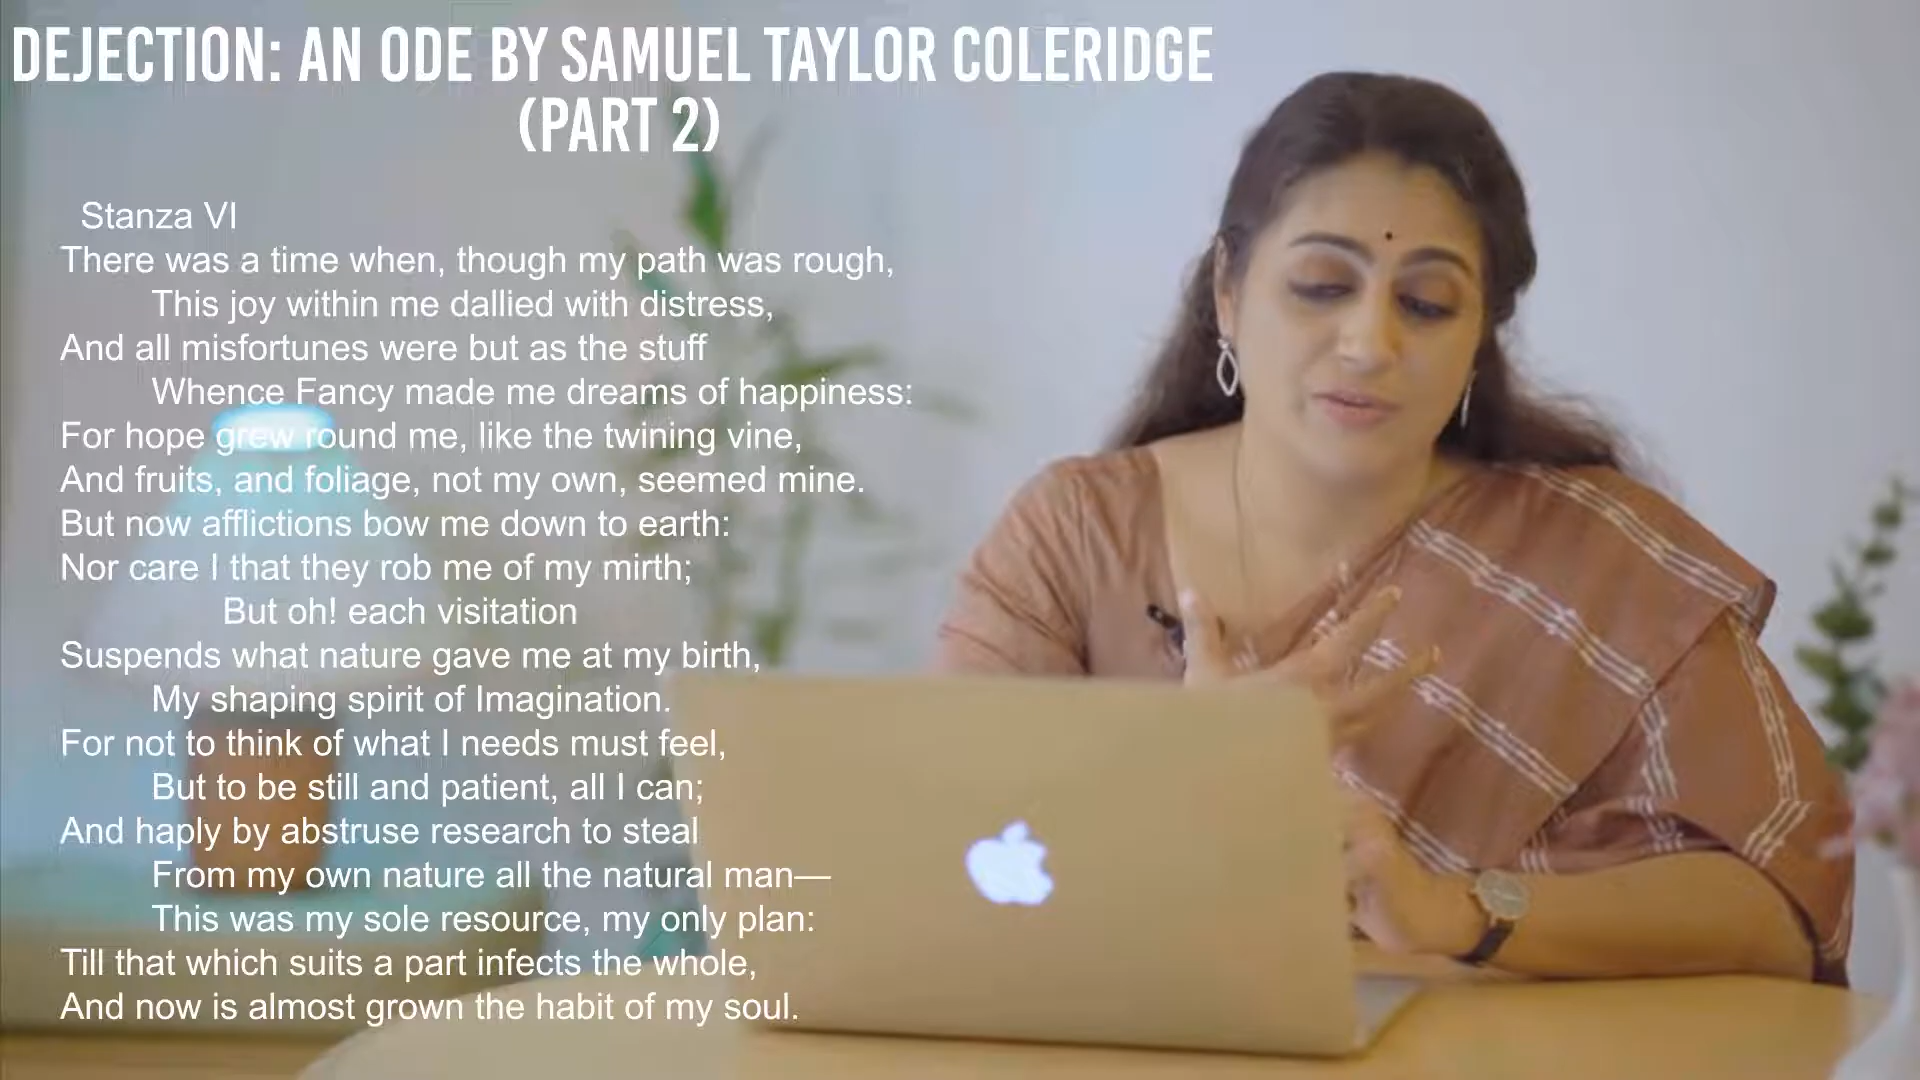 DEJECTION: AN ODE BY SAMUEL TAYLOR COLERIDGE
(PART 2)
Stanza VI
There was a time when, though my path was rough,
This joy within me dallied with distress,
And all misfortunes were but as the stuff
Whence Fancy made me dreams of happiness:
For hope grew round me, like the twining vine,
And fruits, and foliage, not my own, seemed mine.
But now afflictions bow me down to earth:
Nor care I that they rob me of my mirth;
But oh! each visitation
Suspends what nature gave me at my birth,
My shaping spirit of Imagination.
For not to think of what I needs must feel,
But to be still and patient, all I can;
And haply by abstruse research to steal
From my own nature all the natural man—
This was my sole resource, my only plan:
Till that which suits a part infects the whole,
And now is almost grown the habit of my soul.